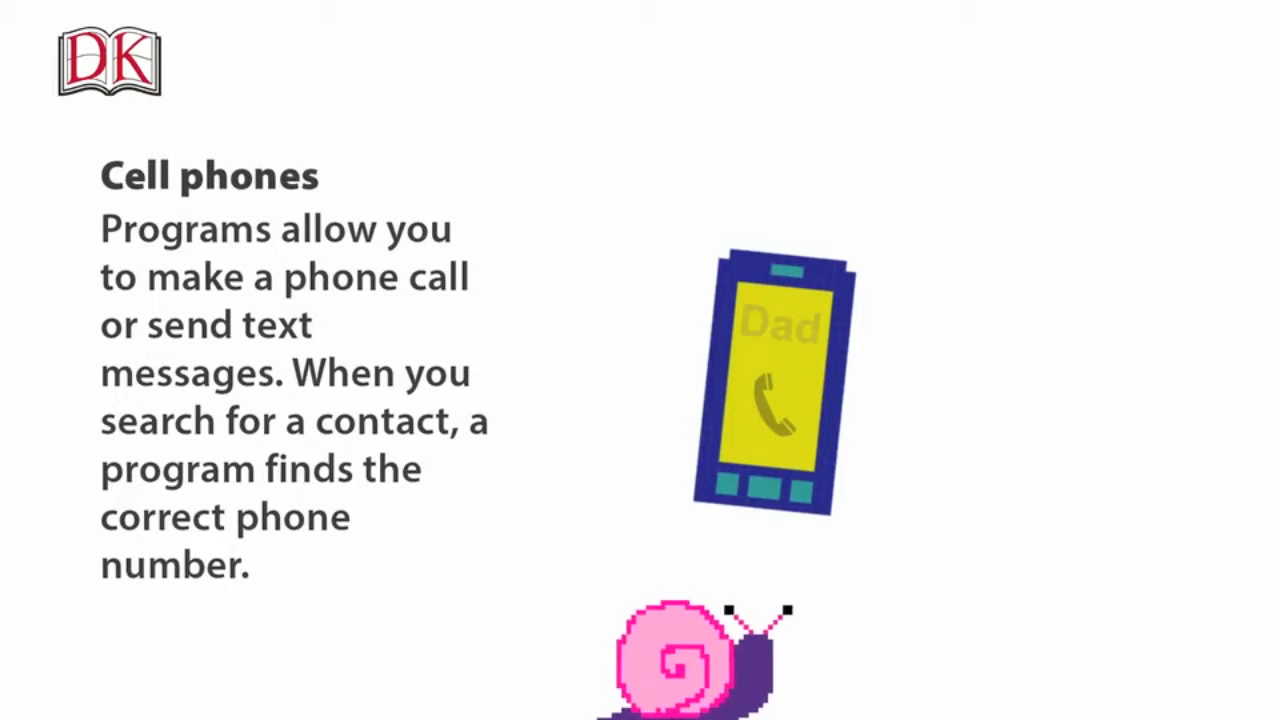 DK
Cell phones
Programs allow you
to make a phone call
or send text
messages. When you
search for a contact, a
program finds the
correct phone
number.
Dad